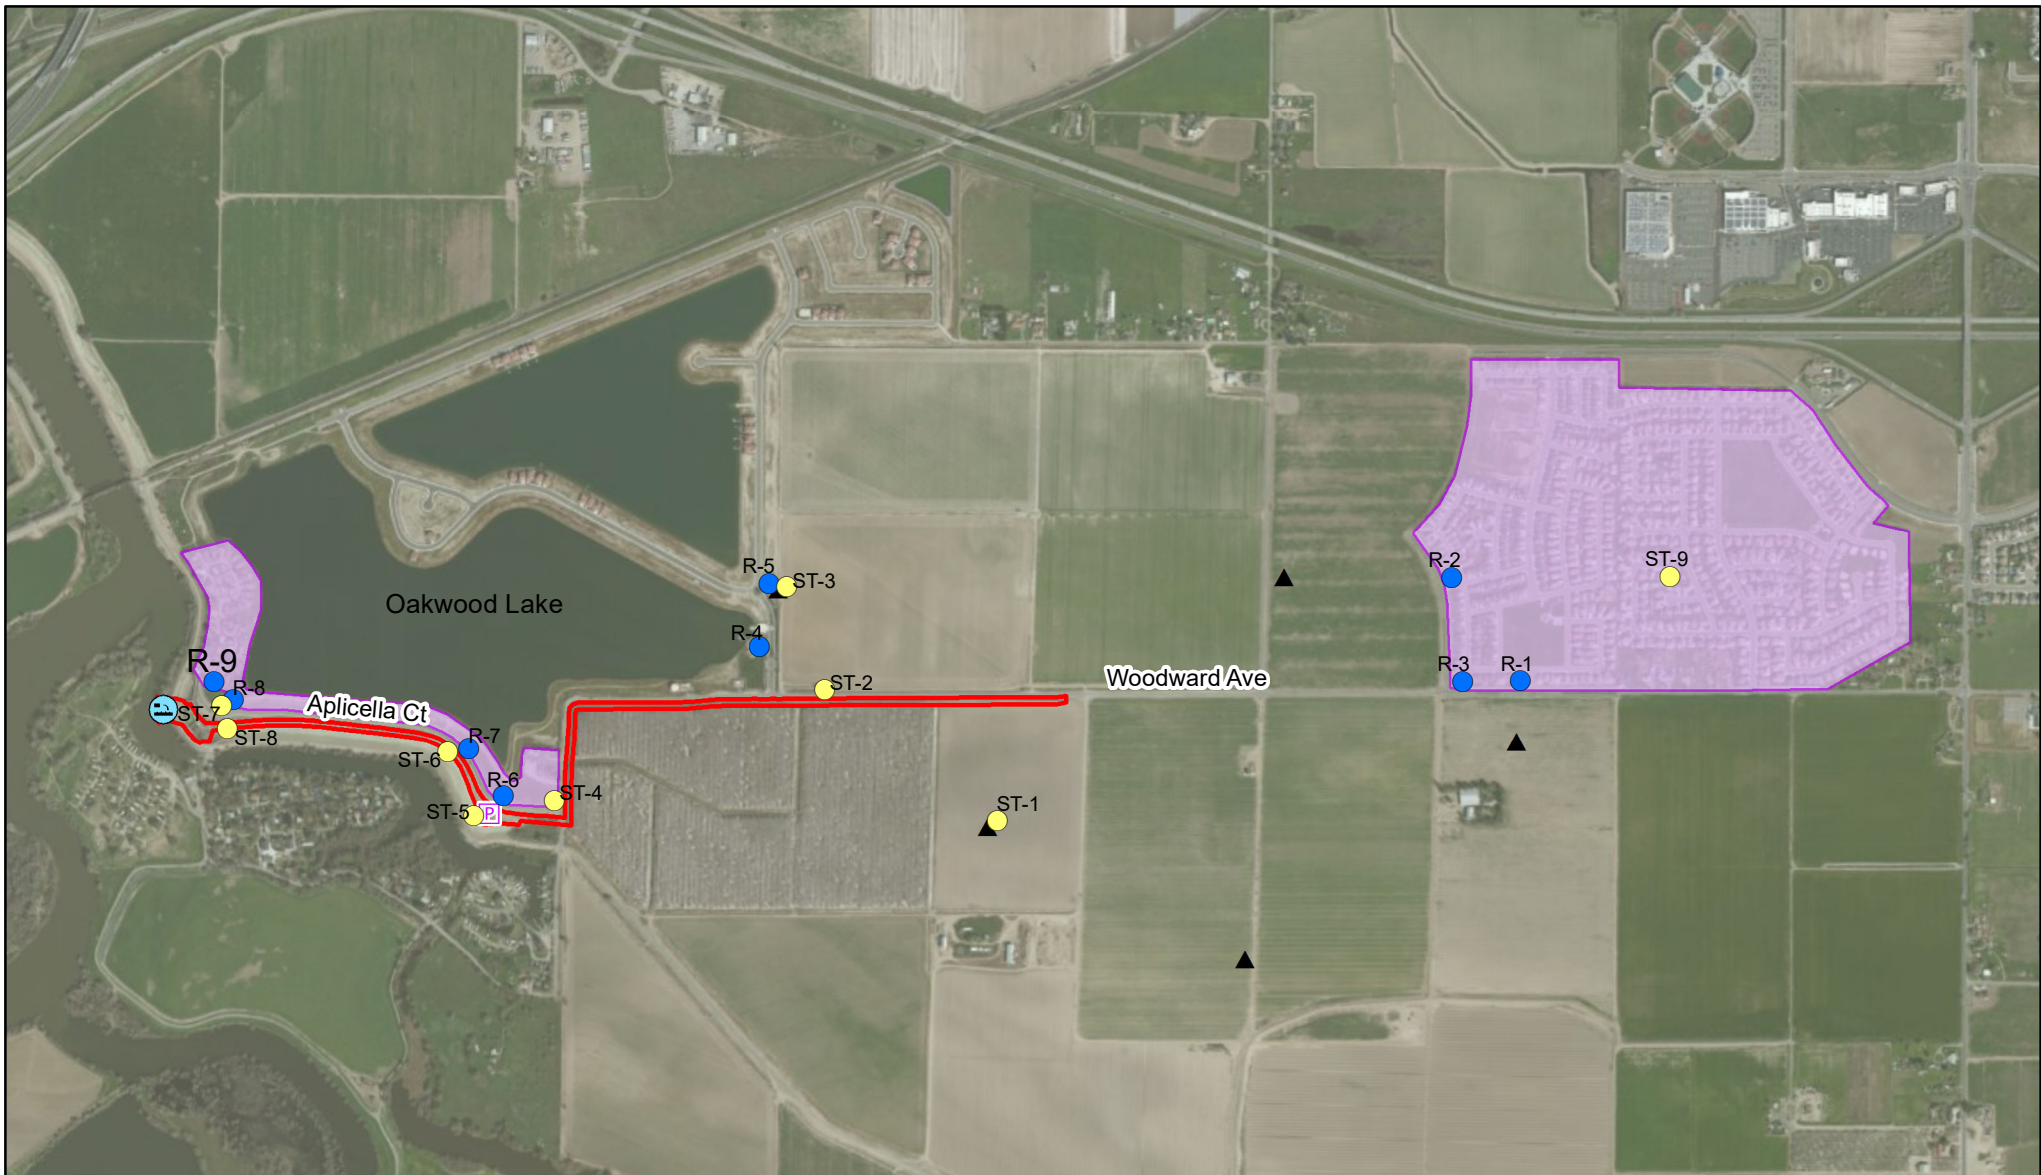 R-5
ST-3
R-2
ST-9
Oakwood Lake
R-4
R-9
R-3
R-1
Woodward Ave
R-8
ST-2
ST-7
Aplicella Ct
ST-8
R-7
ST-6
R-6
ST-4
ST-5
P
ST-1